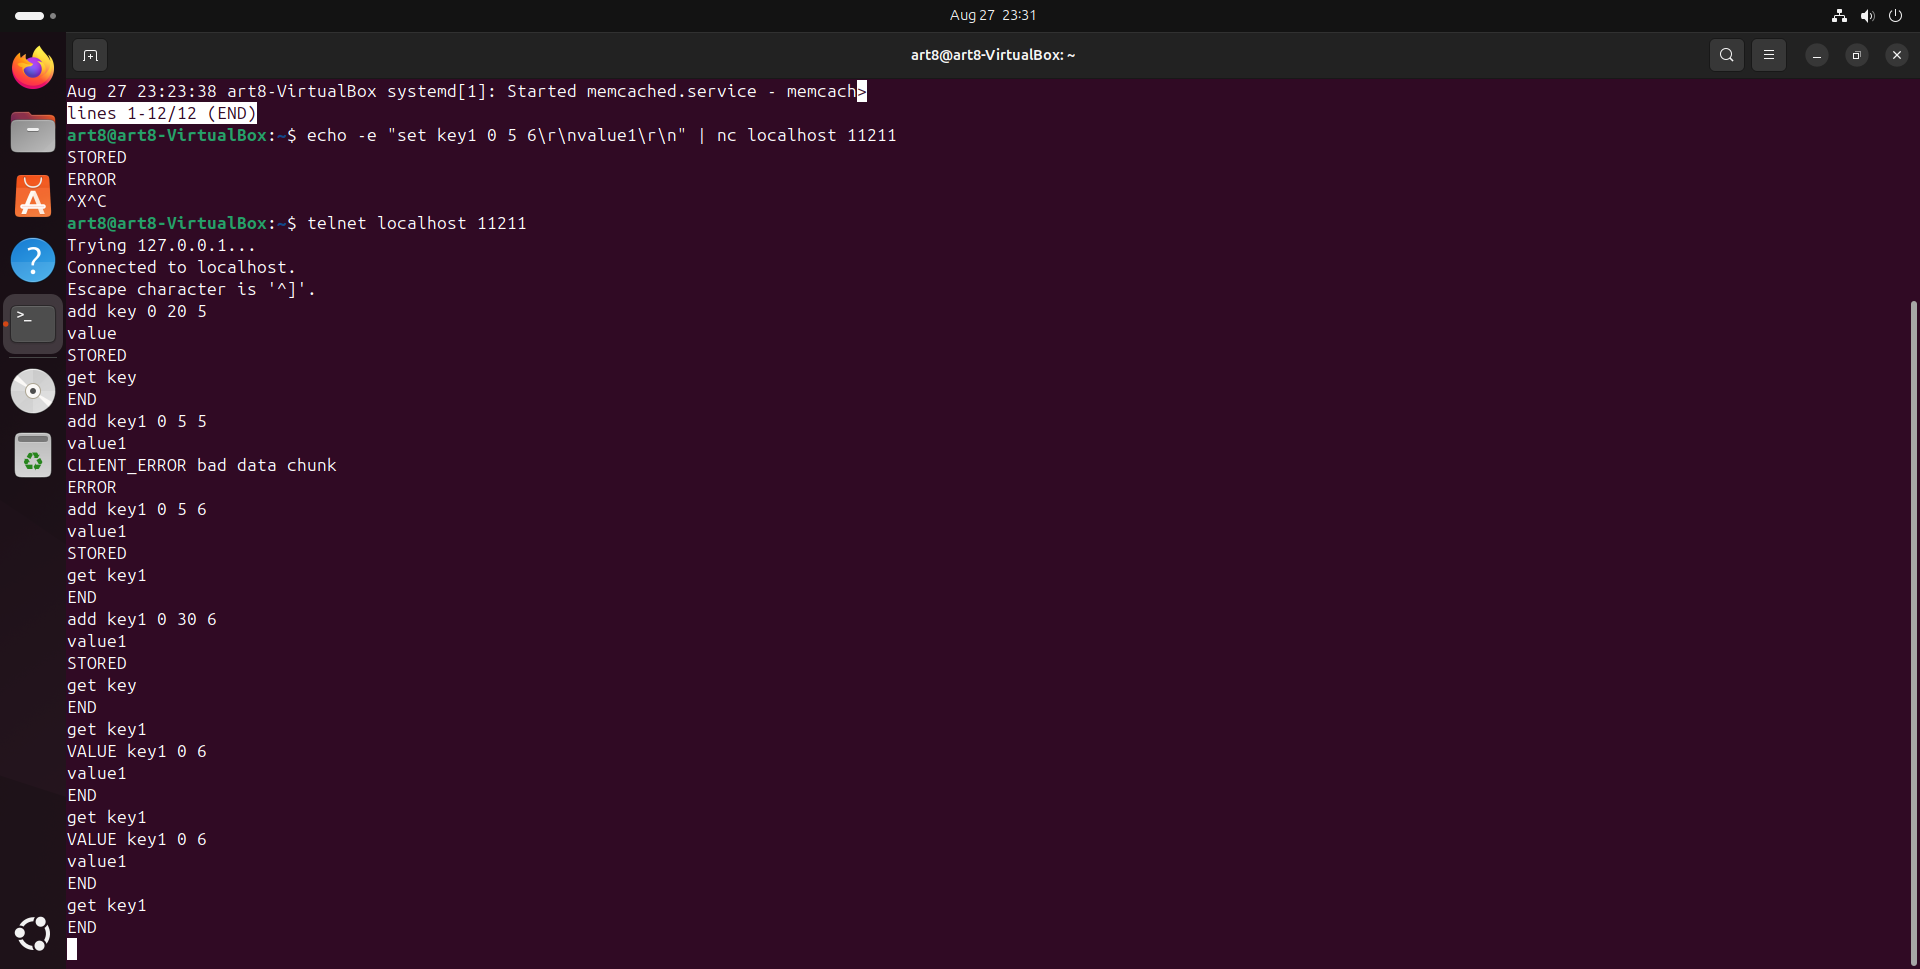 Aug 27 23:31
art8@art8-VirtualBox: ~
Aug 27 23:23:38 art8-VirtualBox systemd[1]: Started memcached.service - memcach>
lines 1-12/12 (END)
art8@art8-VirtualBox:~$ echo -e "set key1 0 5 6\r\nvalue1\r\n" | nc localhost 11211
STORED
ERROR
^X^C
art8@art8-VirtualBox:~$ telnet localhost 11211
Trying 127.0.0.1...
Connected to localhost.
Escape character is '^]'.
add key 0 20 5
value
STORED
get key
END
add key1 0 5 5
value1
CLIENT_ERROR bad data chunk
ERROR
add key1 0 5 6
value1
STORED
get key1
END
add key1 0 30 6
value1
STORED
get key
END
get key1
VALUE key1 0 6
value1
END
get key1
VALUE key1 0 6
value1
END
get key1
END